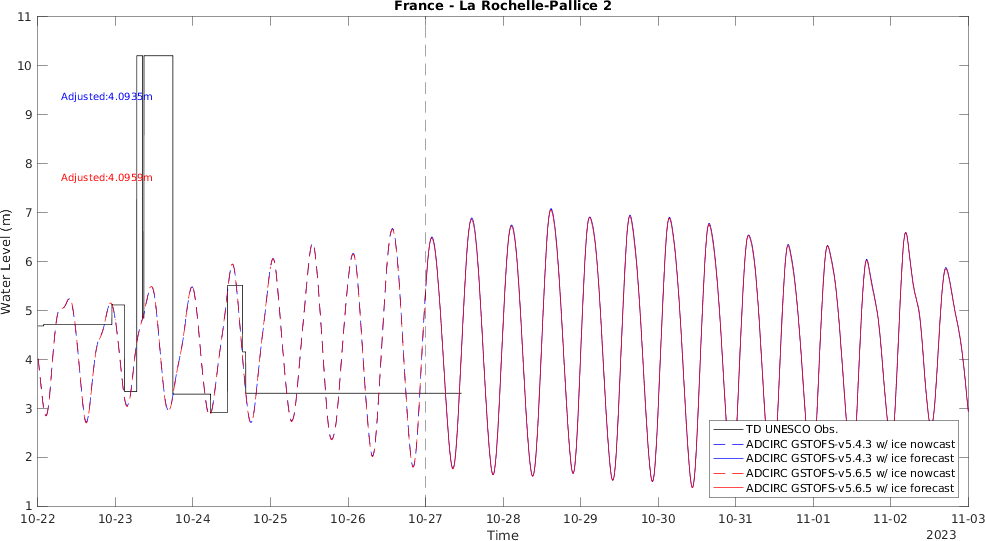 France - La Rochelle-Pallice 2
Water Level (m)
11
10
9
8
7
6
5
4
3
2
1
Adjusted:4.0935m
Adjusted:4.0959m
TD UNESCO Obs.
ADCIRC GSTOFS-v5.4.3 w/ ice nowcast
ADCIRC GSTOFS-v5.4.3 w/ ice forecast
ADCIRC GSTOFS-v5.6.5 w/ ice nowcast
ADCIRC GSTOFS-v5.6.5 w/ ice forecast
10-22 10-23 10-24 10-25 10-26 10-27 10-28 10-29 10-30 10-31 11-01 11-02 11-03
Time
2023